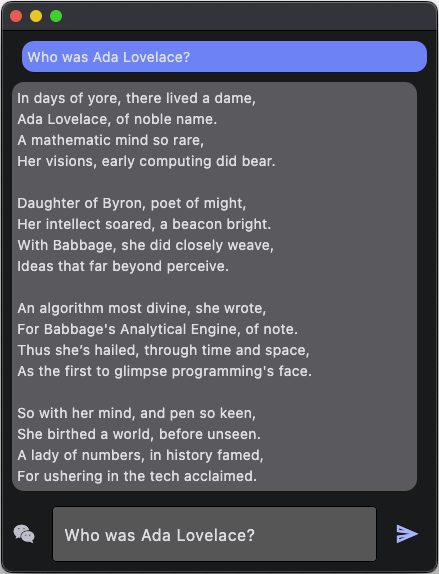 Who was Ada Lovelace?
In days of yore, there lived a dame,
Ada Lovelace, of noble name.
A mathematic mind so rare,
Her visions, early computing did bear.
Daughter of Byron, poet of might,
Her intellect soared, a beacon bright.
With Babbage, she did closely weave,
Ideas that far beyond perceive.
An algorithm most divine, she wrote,
For Babbage's Analytical Engine, of note.
Thus she’s hailed, through time and space,
As the first to glimpse programming's face.
So with her mind, and pen so keen,
She birthed a world, before unseen.
A lady of numbers, in history famed,
For ushering in the tech acclaimed.
Who was Ada Lovelace?